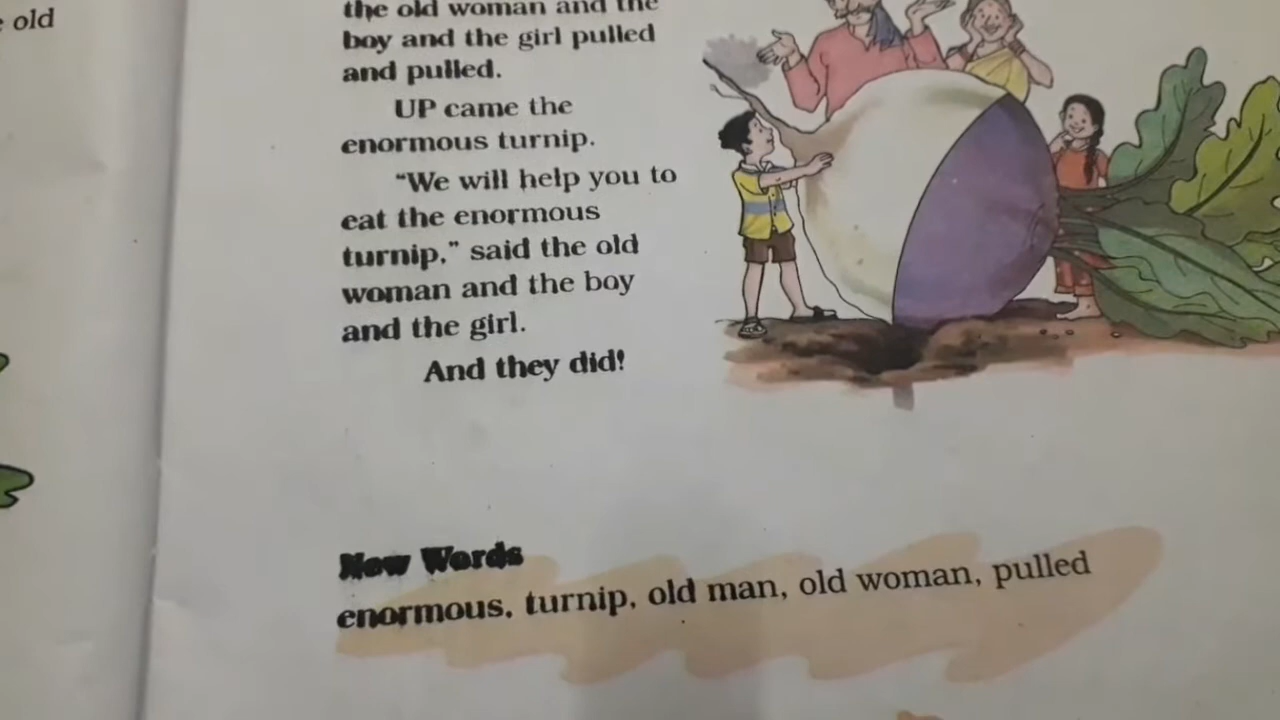 old
the old woman and the
boy and the girl pulled
and pulled.
UP came the
enormous turnip.
“We will help you to
eat the enormous
turnip,” said the old
woman and the boy
and the girl.
And they did!
New Words
enormous, turnip, old man, old woman, pulled